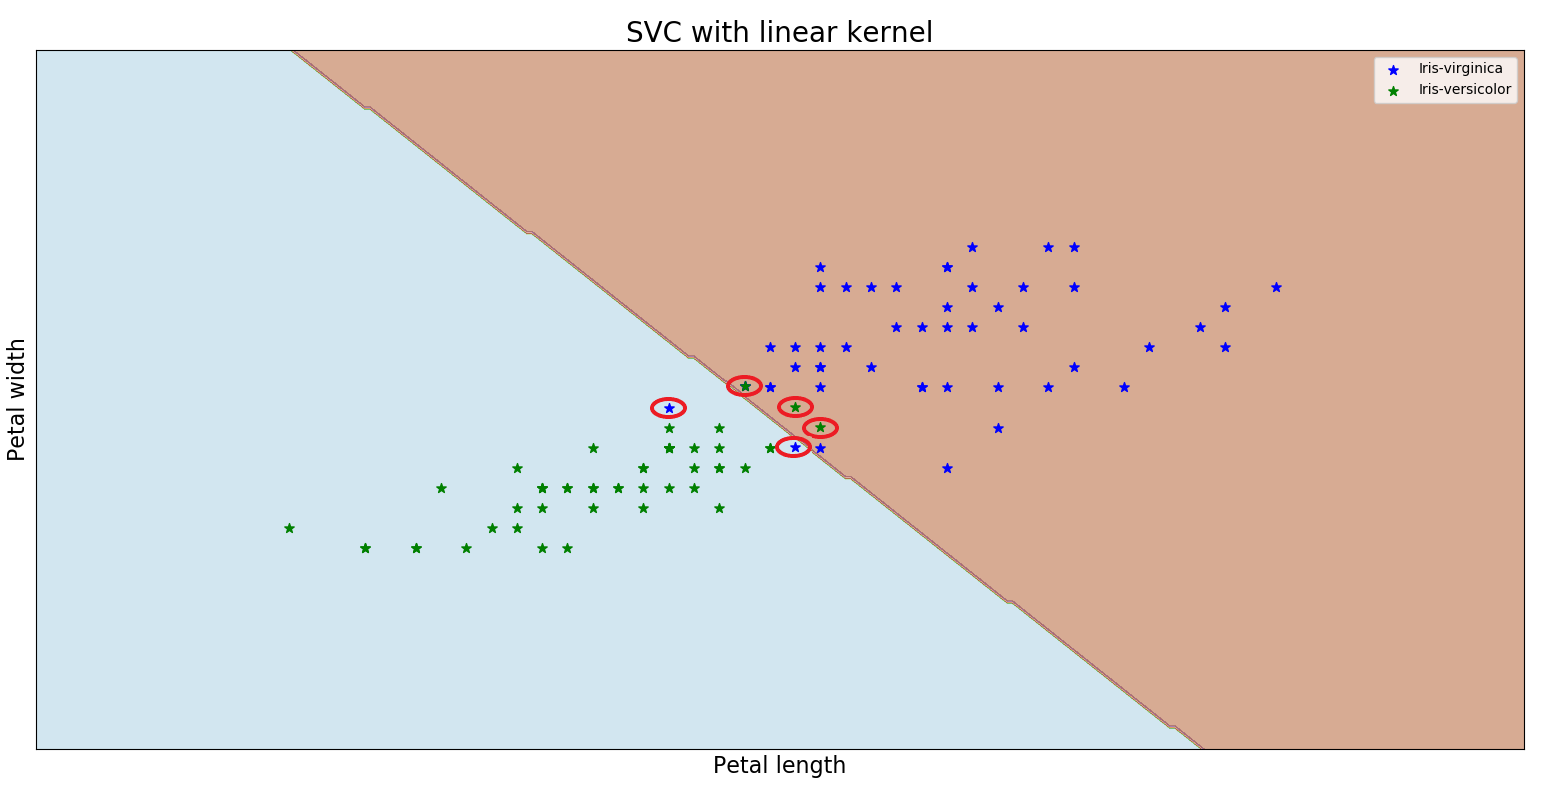 SVC with linear kernel
Iris-virginica
Iris-versicolor
Petal width
Petal length